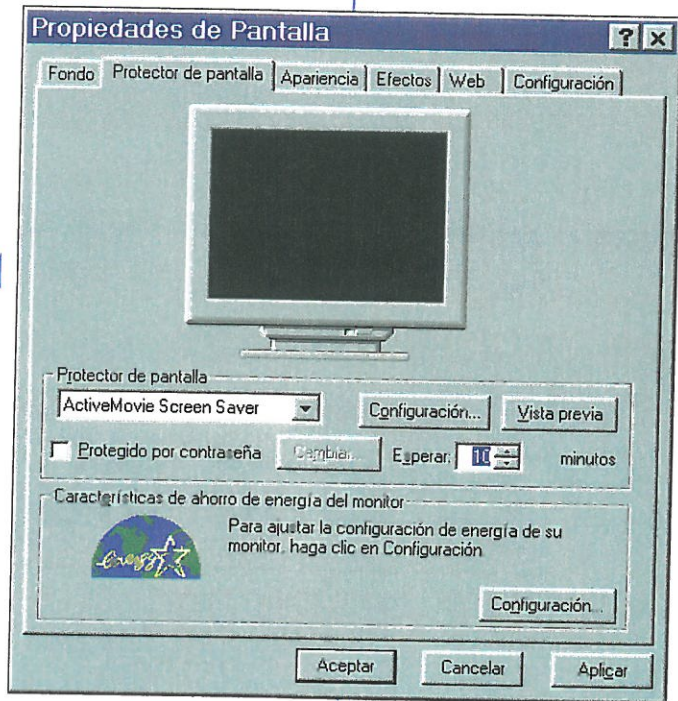 Propiedades de Pantalla
Fondo Protector de pantalla Apariencia Efectos Web Configuración
Protector de pantalla
ActiveMovie Screen Saver Configuración... Vista previa
Protegido por contraseña Cambiar... Esperar: 10 minutos
Características de ahorro de energía del monitor
Para ajustar la configuración de energía de su
monitor, haga clic en Configuración
energy
Configuración...
Aceptar Cancelar Aplicar